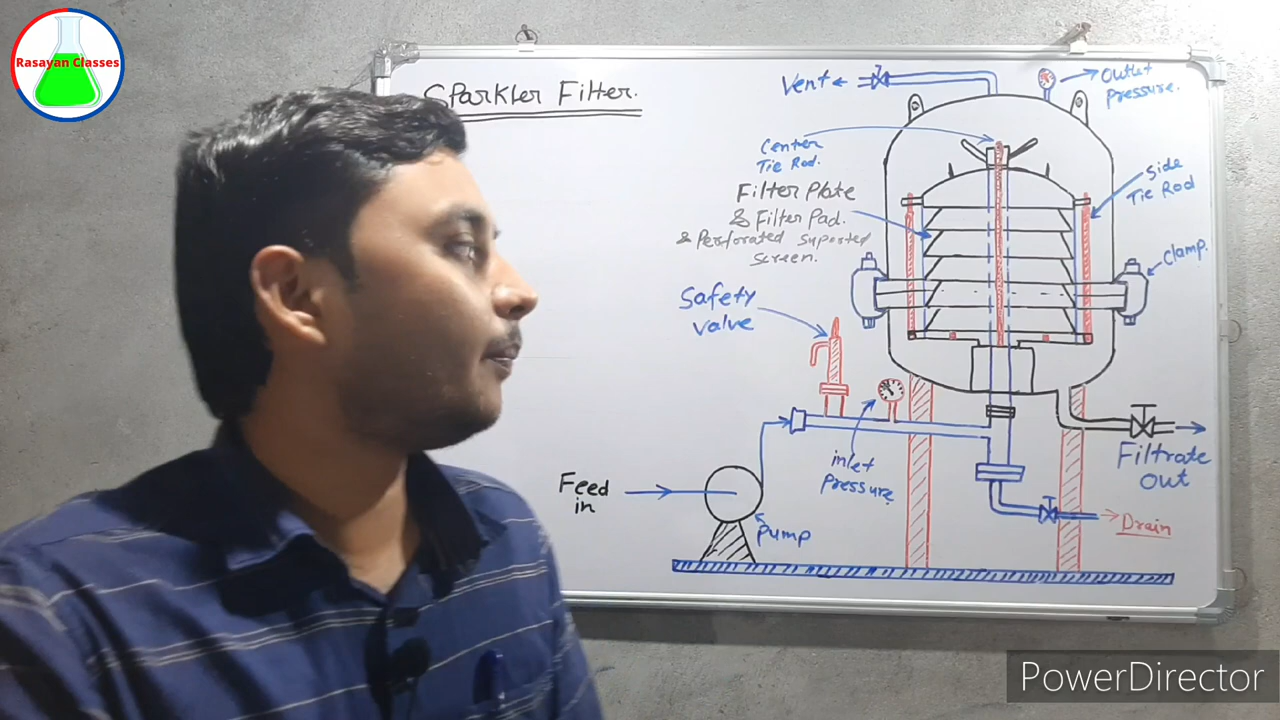 Rasayan Classes
Sparkler Filter.
Vent
Outlet
Pressure.
Center
Tie Rod.
Side
Tie Rod
Filter Plate
& Filter Pad.
& Perforated Suported
Screen.
Clamp.
Safety
valve
inlet
Pressure
Feed
in
Pump
Filtrate
Out
Drain
PowerDirector